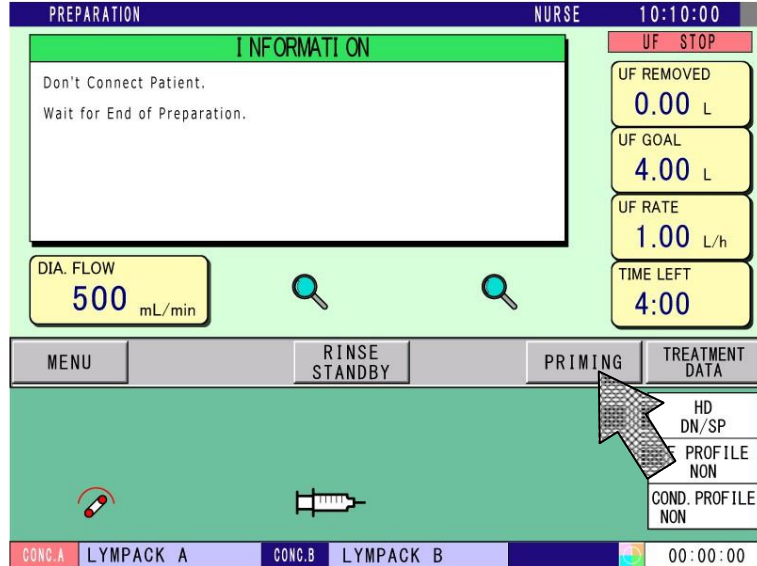 PREPARATION NURSE 10:10:00
INFORMATION
UF STOP
Don't Connect Patient.
Wait for End of Preparation.
UF REMOVED
0.00 L
UF GOAL
4.00 L
UF RATE
1.00 L/h
DIA. FLOW
500 mL/min
TIME LEFT
4:00
MENU
RINSE
STANDBY
PRIMING
TREATMENT
DATA
HD
DN/SP
PROFILE
NON
COND. PROFILE
NON
CONC.A LYMPACK A CONC.B LYMPACK B 00:00:00